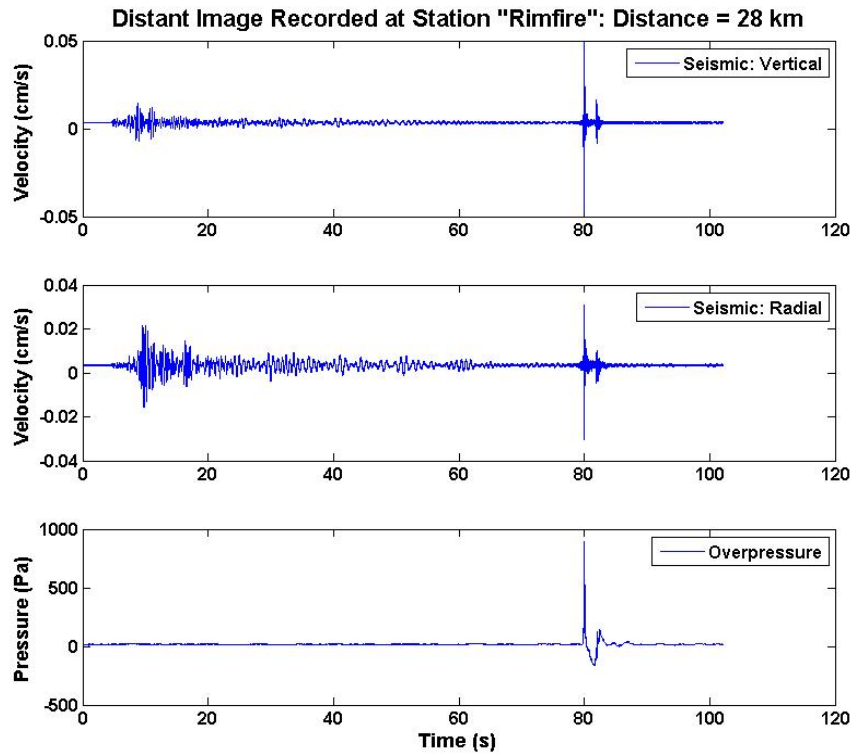 Distant Image Recorded at Station "Rimfire": Distance = 28 km
Velocity (cm/s)
0.05
0
-0.05
Seismic: Vertical
0 20 40 60 80 100 120
Velocity (cm/s)
0.04
0.02
0
-0.02
-0.04
Seismic: Radial
0 20 40 60 80 100 120
Pressure (Pa)
1000
500
0
-500
Overpressure
0 20 40 60 80 100 120
Time (s)